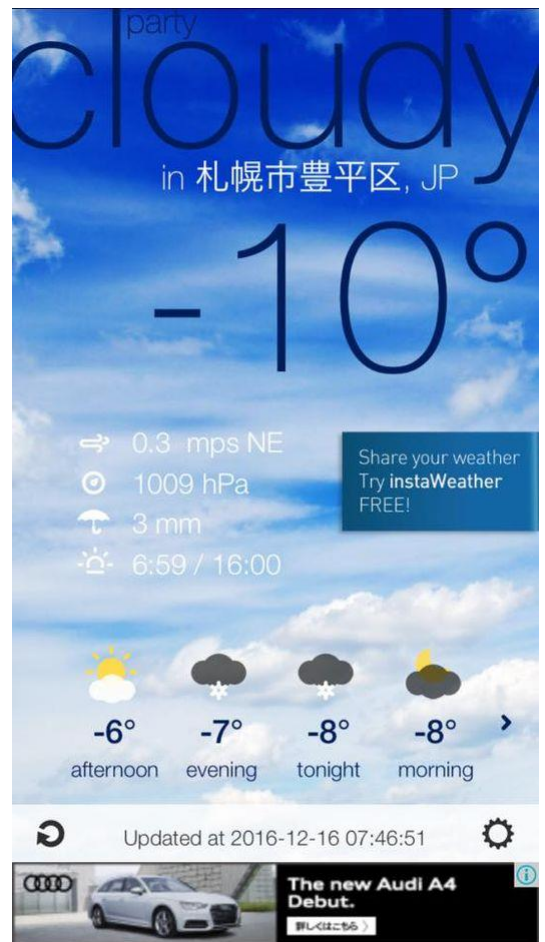 party
cloudy
in 札幌市豊平区, JP
-10°
0.3 mps NE
1009 hPa
3 mm
6:59 / 16:00
Share your weather
Try instaWeather
FREE!
-6° -7° -8° -8°
afternoon evening tonight morning
Updated at 2016-12-16 07:46:51
The new Audi A4
Debut.
詳しくはこちら